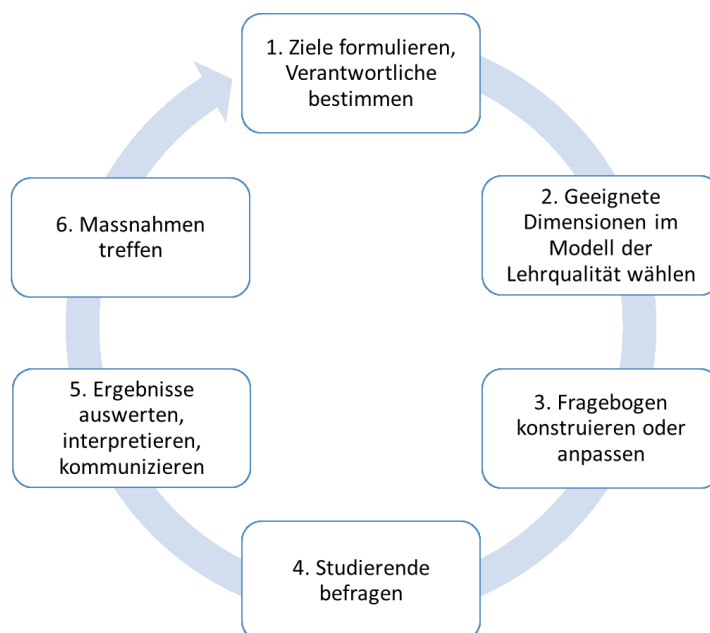 1. Ziele formulieren,
Verantwortliche
bestimmen
2. Geeignete
Dimensionen im
Modell der
Lehrqualität wählen
3. Fragebogen
konstruieren oder
anpassen
4. Studierende
befragen
5. Ergebnisse
auswerten,
interpretieren,
kommunizieren
6. Massnahmen
treffen